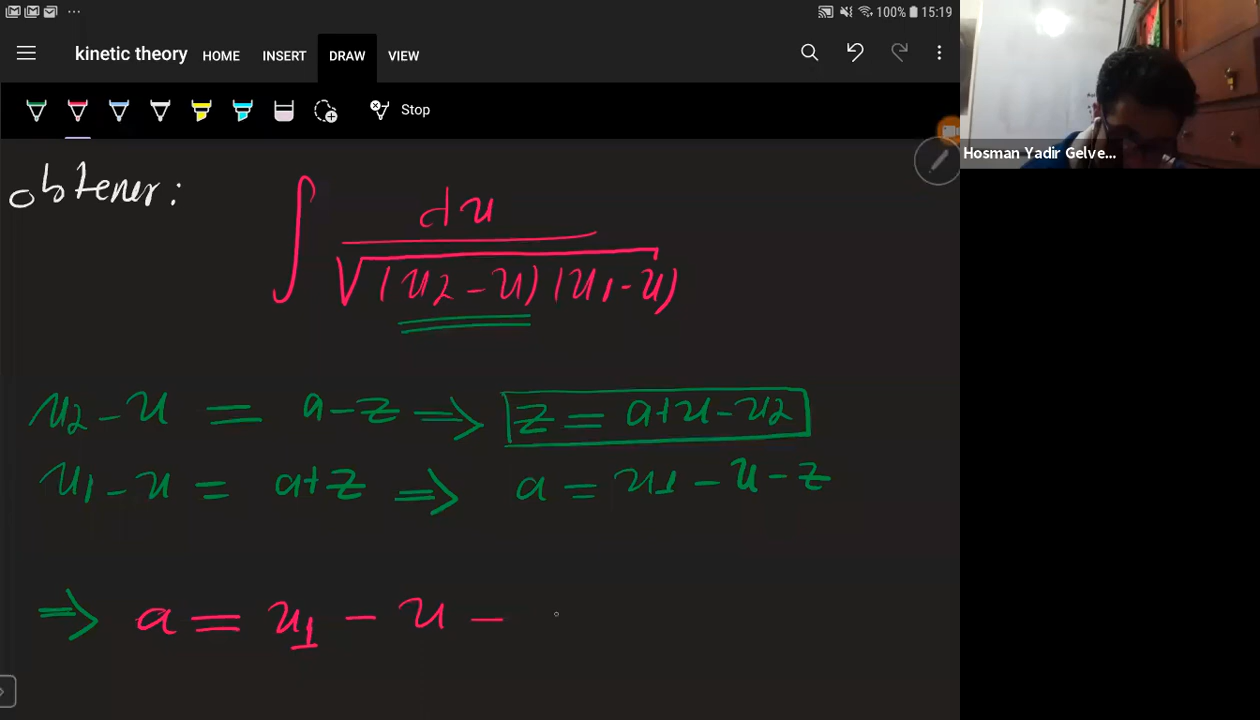 100% 15:19
kinetic theory HOME INSERT DRAW VIEW
Stop
Hosman Yadir Gelve...
obtener:
∫ du / √(u2 - u)(u1 - u)
u2 - u = a - z ⇒ z = a + u - u2
u1 - u = a + z ⇒ a = u1 - u - z
⇒ a = u1 - u -